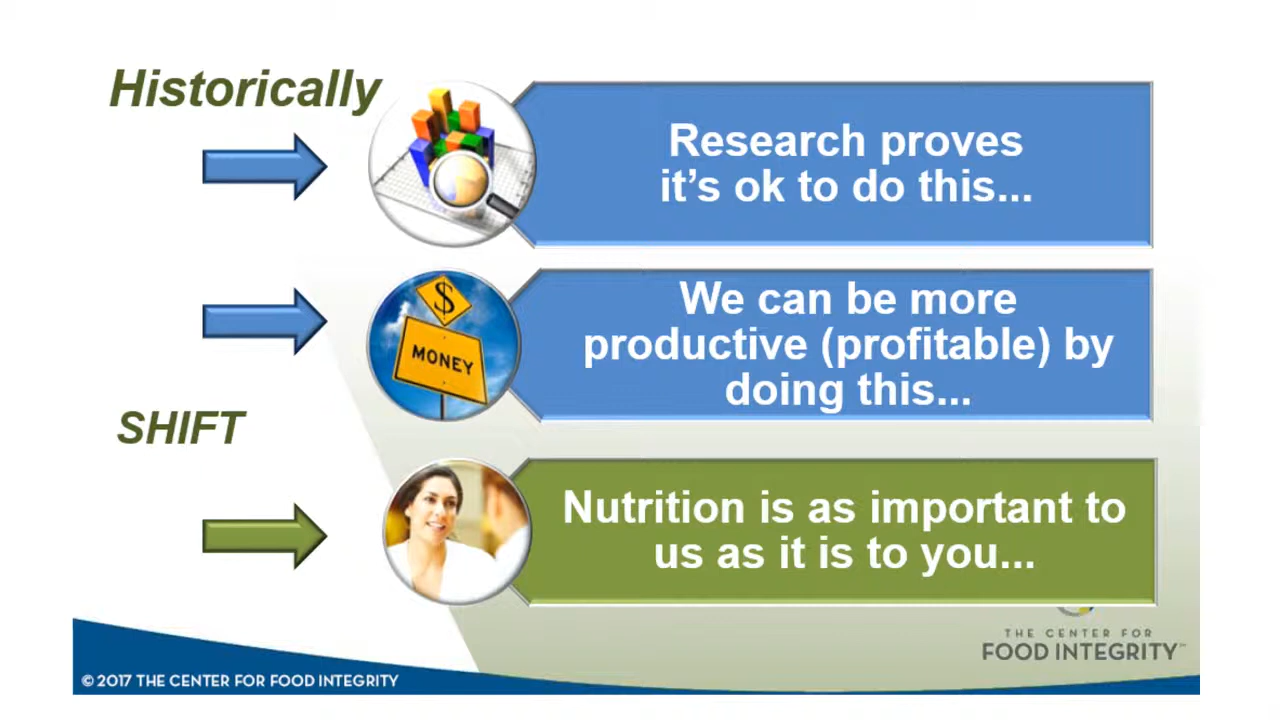 Historically
Research proves
it's ok to do this...
$
MONEY
We can be more
productive (profitable) by
doing this...
SHIFT
Nutrition is as important to
us as it is to you...
THE CENTER FOR
FOOD INTEGRITY™
© 2017 THE CENTER FOR FOOD INTEGRITY